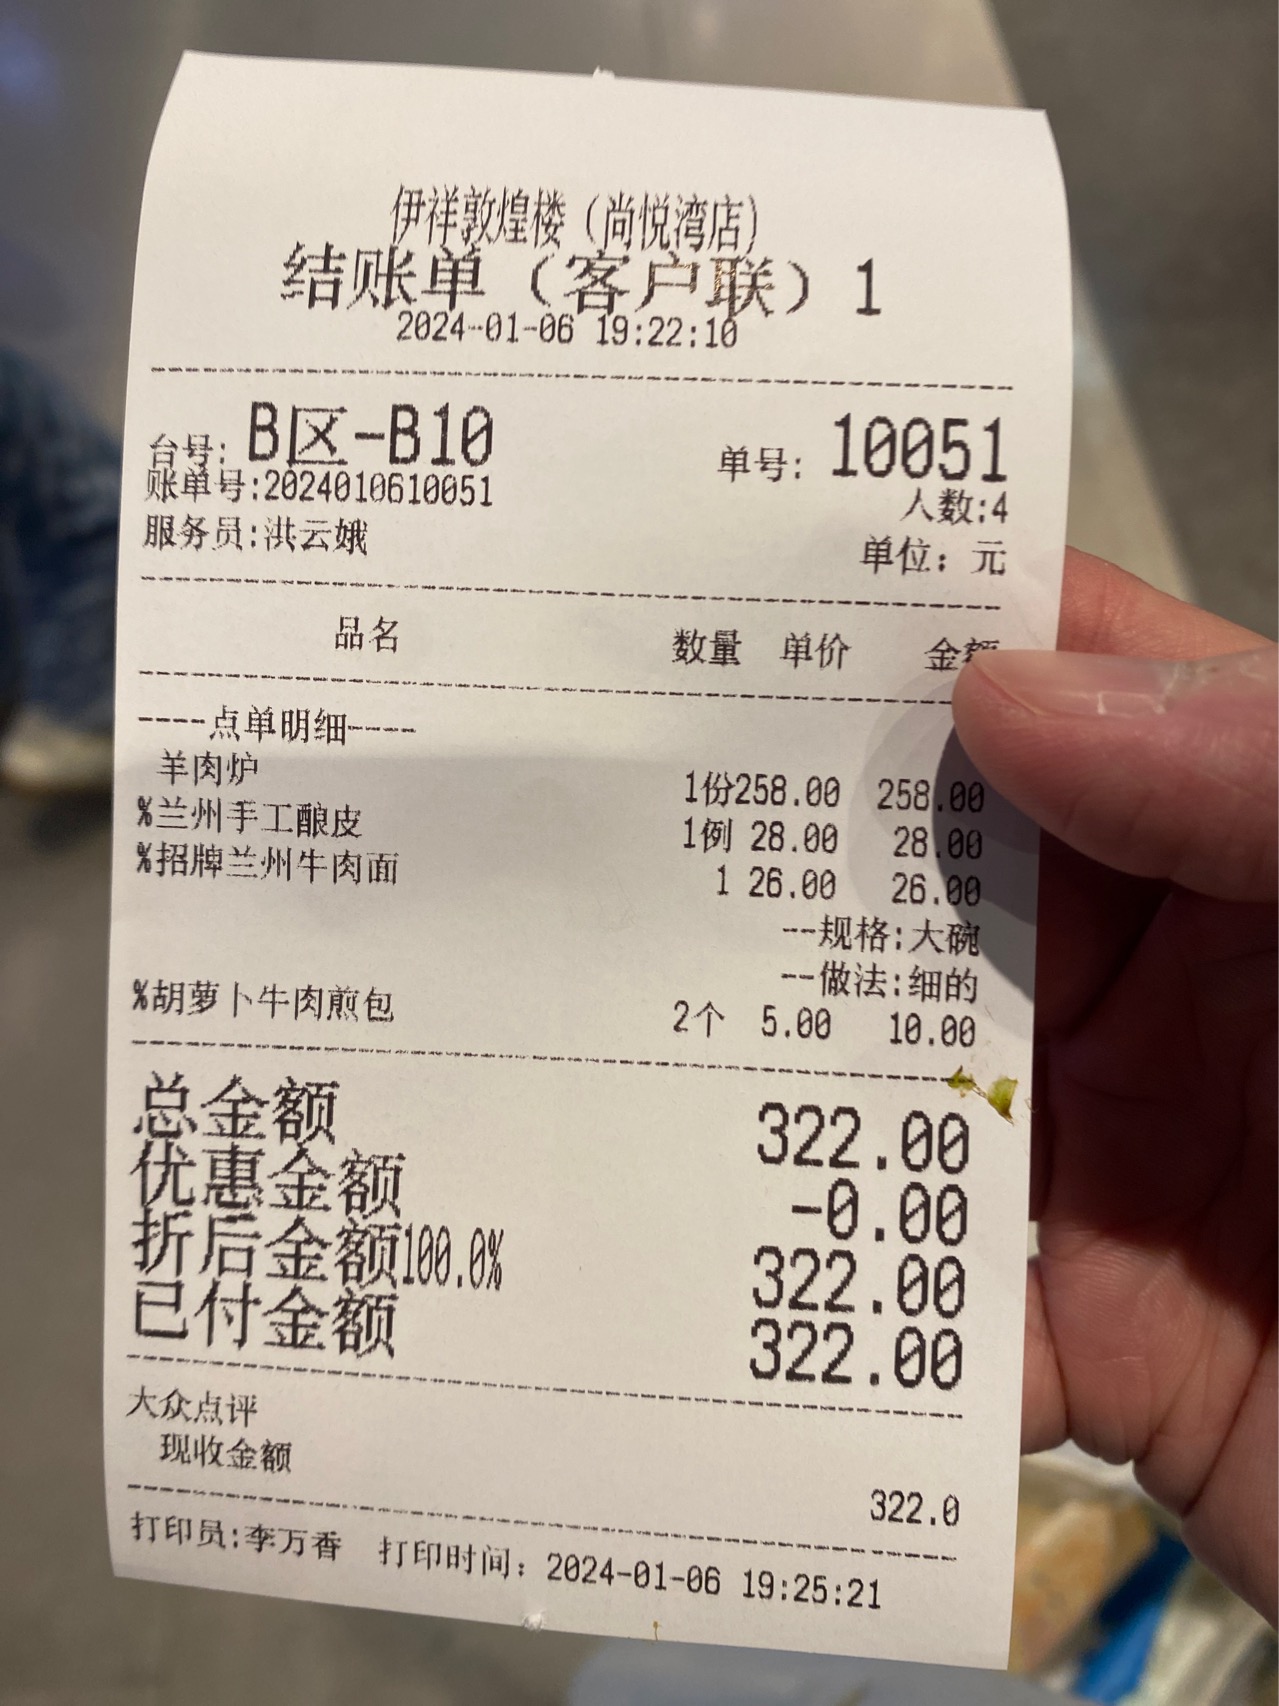 伊祥敦煌楼（尚悦湾店）
结账单（客户联）1
2024-01-06 19:22:10
台号: B区-B10 单号: 10051
账单号:2024010610051 人数:4
服务员:洪云娥 单位: 元
品名 数量 单价 金额
----点单明细----
羊肉炉 1份258.00 258.00
%兰州手工酿皮 1例 28.00 28.00
%招牌兰州牛肉面 1 26.00 26.00
--规格:大碗
--做法:细的
%胡萝卜牛肉煎包 2个 5.00 10.00
总金额 322.00
优惠金额 -0.00
折后金额100.0% 322.00
已付金额 322.00
大众点评
现收金额 322.0
打印员:李万香 打印时间: 2024-01-06 19:25:21